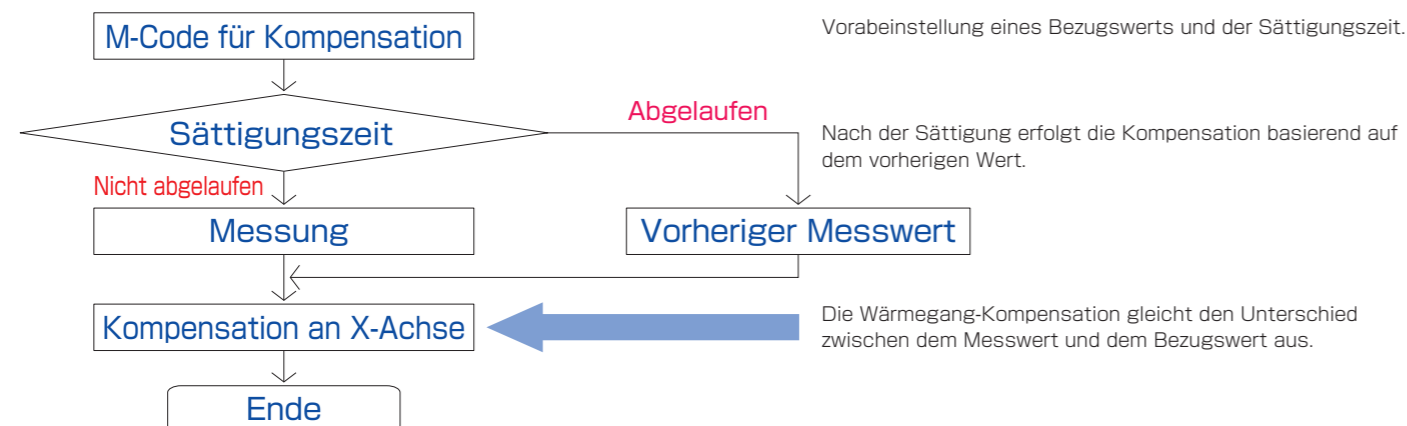 M-Code für Kompensation
Vorabeinstellung eines Bezugswerts und der Sättigungszeit.
Sättigungszeit
Abgelaufen
Nach der Sättigung erfolgt die Kompensation basierend auf
dem vorherigen Wert.
Nicht abgelaufen
Messung
Vorheriger Messwert
Kompensation an X-Achse
Die Wärmegang-Kompensation gleicht den Unterschied
zwischen dem Messwert und dem Bezugswert aus.
Ende